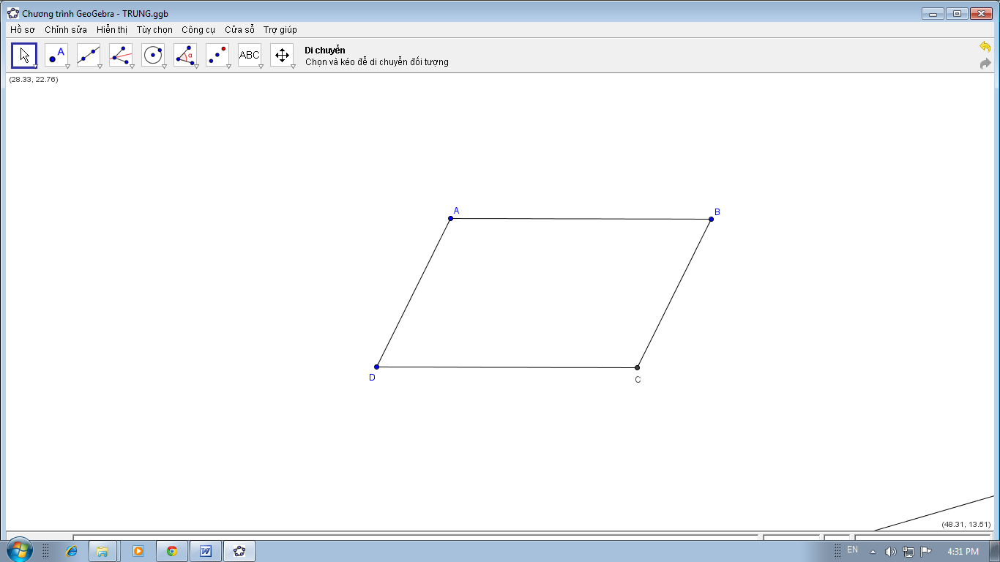 Chương trình GeoGebra - TRUNG.ggb
Hồ sơ Chỉnh sửa Hiển thị Tùy chọn Công cụ Cửa sổ Trợ giúp
A α ABC
Di chuyển
Chọn và kéo để di chuyển đối tượng
(28.33, 22.76)
A
B
D
C
(48.31, 13.51)
EN
4:31 PM